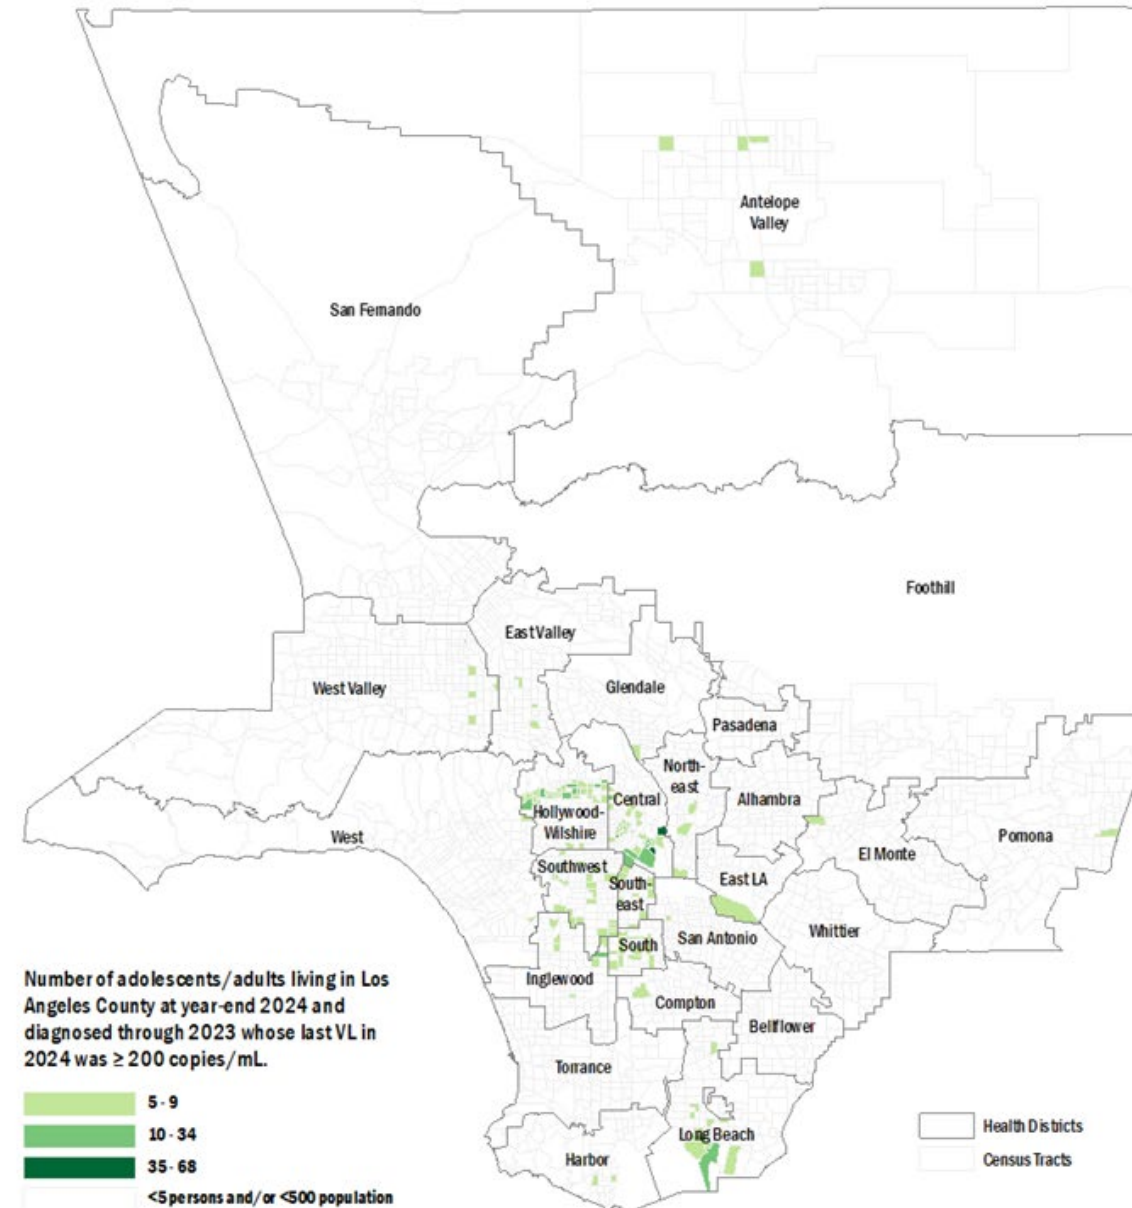 Antelope
Valley
San Fernando
Foothill
East Valley
West Valley
Glendale
Pasadena
North-
east
Central
Alhambra
Hollywood-
Wilshire
West
Pomona
El Monte
Southwest
East LA
South-
east
Whittier
San Antonio
South
Inglewood
Compton
Bellflower
Torrance
Long Beach
Harbor
Number of adolescents/adults living in Los
Angeles County at year-end 2024 and
diagnosed through 2023 whose last VL in
2024 was ≥ 200 copies/mL.
5 - 9
10 - 34
35 - 68
<5 persons and/or <500 population
Health Districts
Census Tracts